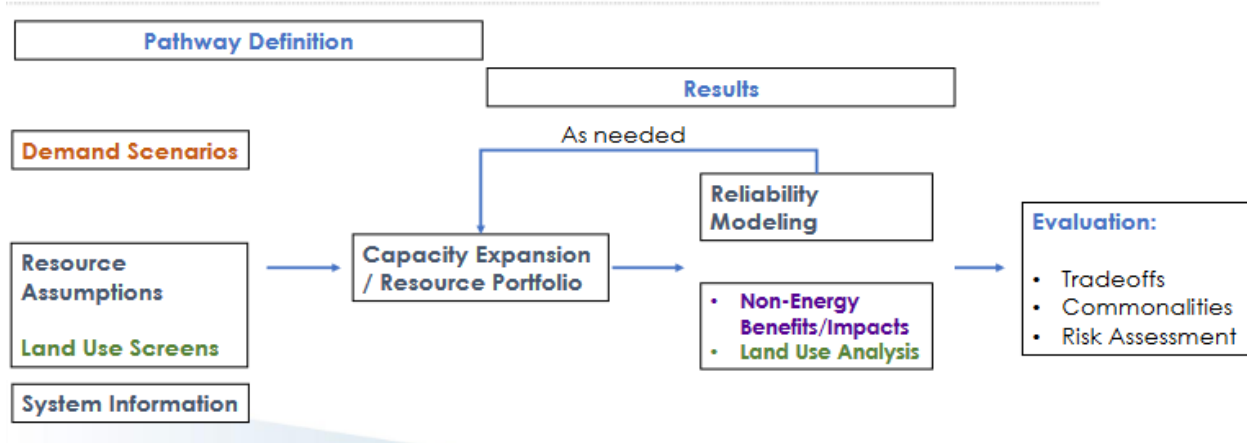 Pathway Definition
Results
As needed
Demand Scenarios
Resource
Assumptions
Land Use Screens
System Information
Capacity Expansion
/ Resource Portfolio
Reliability
Modeling
• Non-Energy
Benefits/Impacts
• Land Use Analysis
Evaluation:
• Tradeoffs
• Commonalities
• Risk Assessment